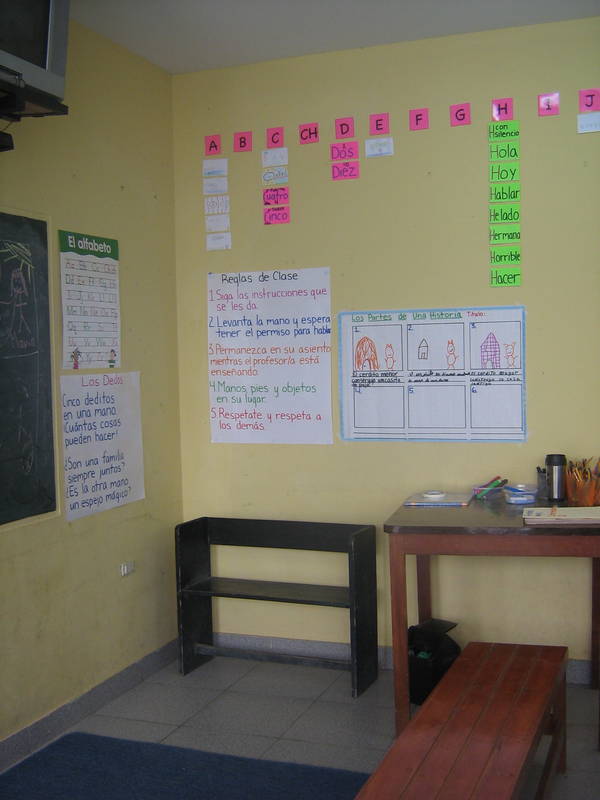 A B C CH D E F G H I J
Cuatro
Cinco
Dos
Diez
H con
silencio
Hola
Hoy
Hablar
Helado
Hermana
Horrible
Hacer
El alfabeto
Los Dedos
Cinco deditos
en una mano.
Cuántas cosas
pueden hacer!
¿Son una familia
siempre juntos?
¿Es la otra mano
un espejo mágico?
Reglas de Clase
1. Siga las instrucciones que
se les da.
2. Levanta la mano y espera
tener el permiso para hablar
3. Permanezca en su asiento
mientras el profesor/a está
enseñando.
4. Manos pies y objetos
en su lugar.
5. Respetate y respeta a
los demás.
Las Partes de Una Historia Titulo:
1. 2. 3.
El cerdito menor
4. 5. 6.